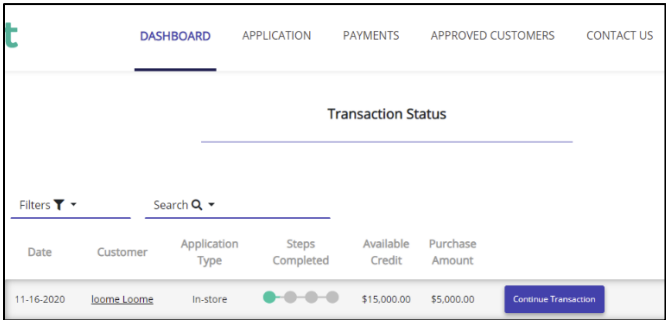 t
DASHBOARD APPLICATION PAYMENTS APPROVED CUSTOMERS CONTACT US
Transaction Status
Filters Search
Date Customer Application Type Steps Completed Available Credit Purchase Amount
11-16-2020 loome Loome In-store $15,000.00 $5,000.00 Continue Transaction